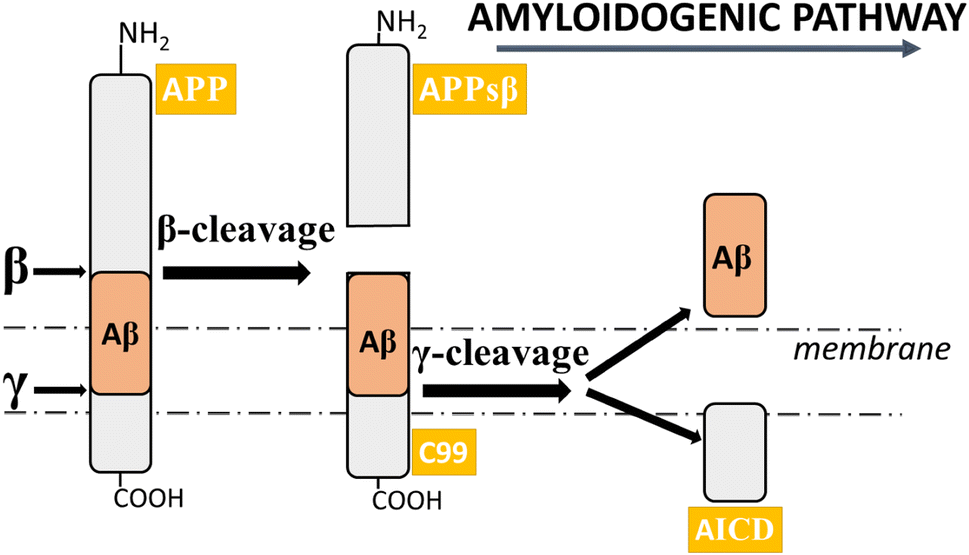 AMYLOIDOGENIC PATHWAY
NH2
APP
NH2
APPsβ
β
β-cleavage
Aβ
Aβ
Aβ
membrane
γ
γ-cleavage
C99
COOH
COOH
AICD